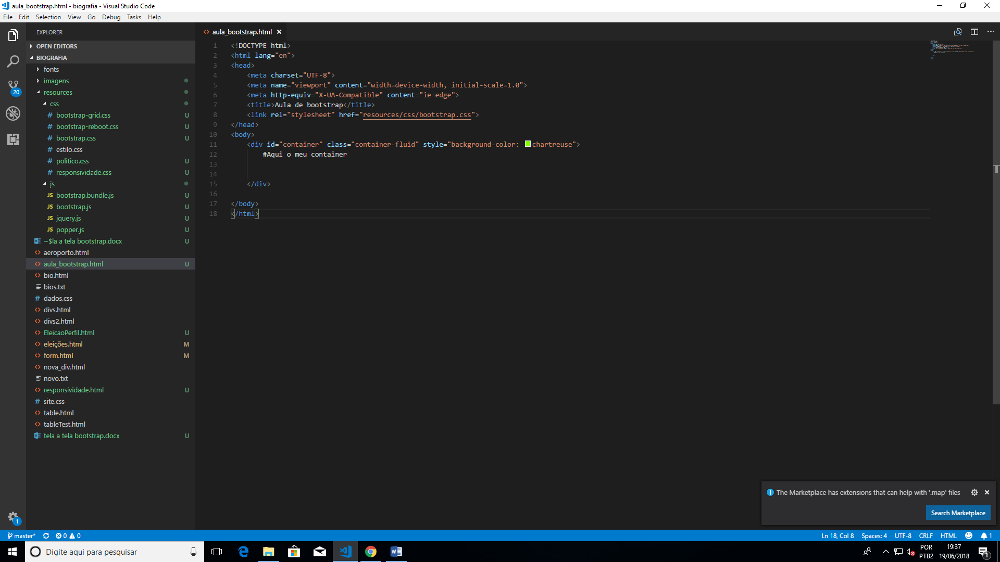 aula_bootstrap.html - biografia - Visual Studio Code
File Edit Selection View Go Debug Tasks Help
EXPLORER
OPEN EDITORS
BIOGRAFIA
fonts
imagens
resources
css
# bootstrap-grid.css U
# bootstrap-reboot.css U
# bootstrap.css U
# estilo.css
# politico.css U
# responsividade.css U
js
JS bootstrap.bundle.js U
JS bootstrap.js U
JS jquery.js U
JS popper.js U
~$la a tela bootstrap.docx U
<> aeroporto.html
<> aula_bootstrap.html U
<> bio.html
bios.txt
# dados.css
<> divs.html
<> divs2.html
<> EleicaoPerfil.html U
<> eleições.html M
<> form.html M
<> nova_div.html
novo.txt
<> responsividade.html U
# site.css
<> table.html
<> tableTest.html
tela a tela bootstrap.docx U
20
1
<> aula_bootstrap.html ×
1 <!DOCTYPE html>
2 <html lang="en">
3 <head>
4 <meta charset="UTF-8">
5 <meta name="viewport" content="width=device-width, initial-scale=1.0">
6 <meta http-equiv="X-UA-Compatible" content="ie=edge">
7 <title>Aula de bootstrap</title>
8 <link rel="stylesheet" href="resources/css/bootstrap.css">
9 </head>
10 <body>
11 <div id="container" class="container-fluid" style="background-color: chartreuse">
12 #Aqui o meu container
13
14
15 </div>
16
17 </body>
18 </html>
The Marketplace has extensions that can help with '.map' files
Search Marketplace
master* 0 0 Ln 18, Col 8 Spaces: 4 UTF-8 CRLF HTML 1
Digite aqui para pesquisar
POR
PTB2
19:37
19/06/2018
1